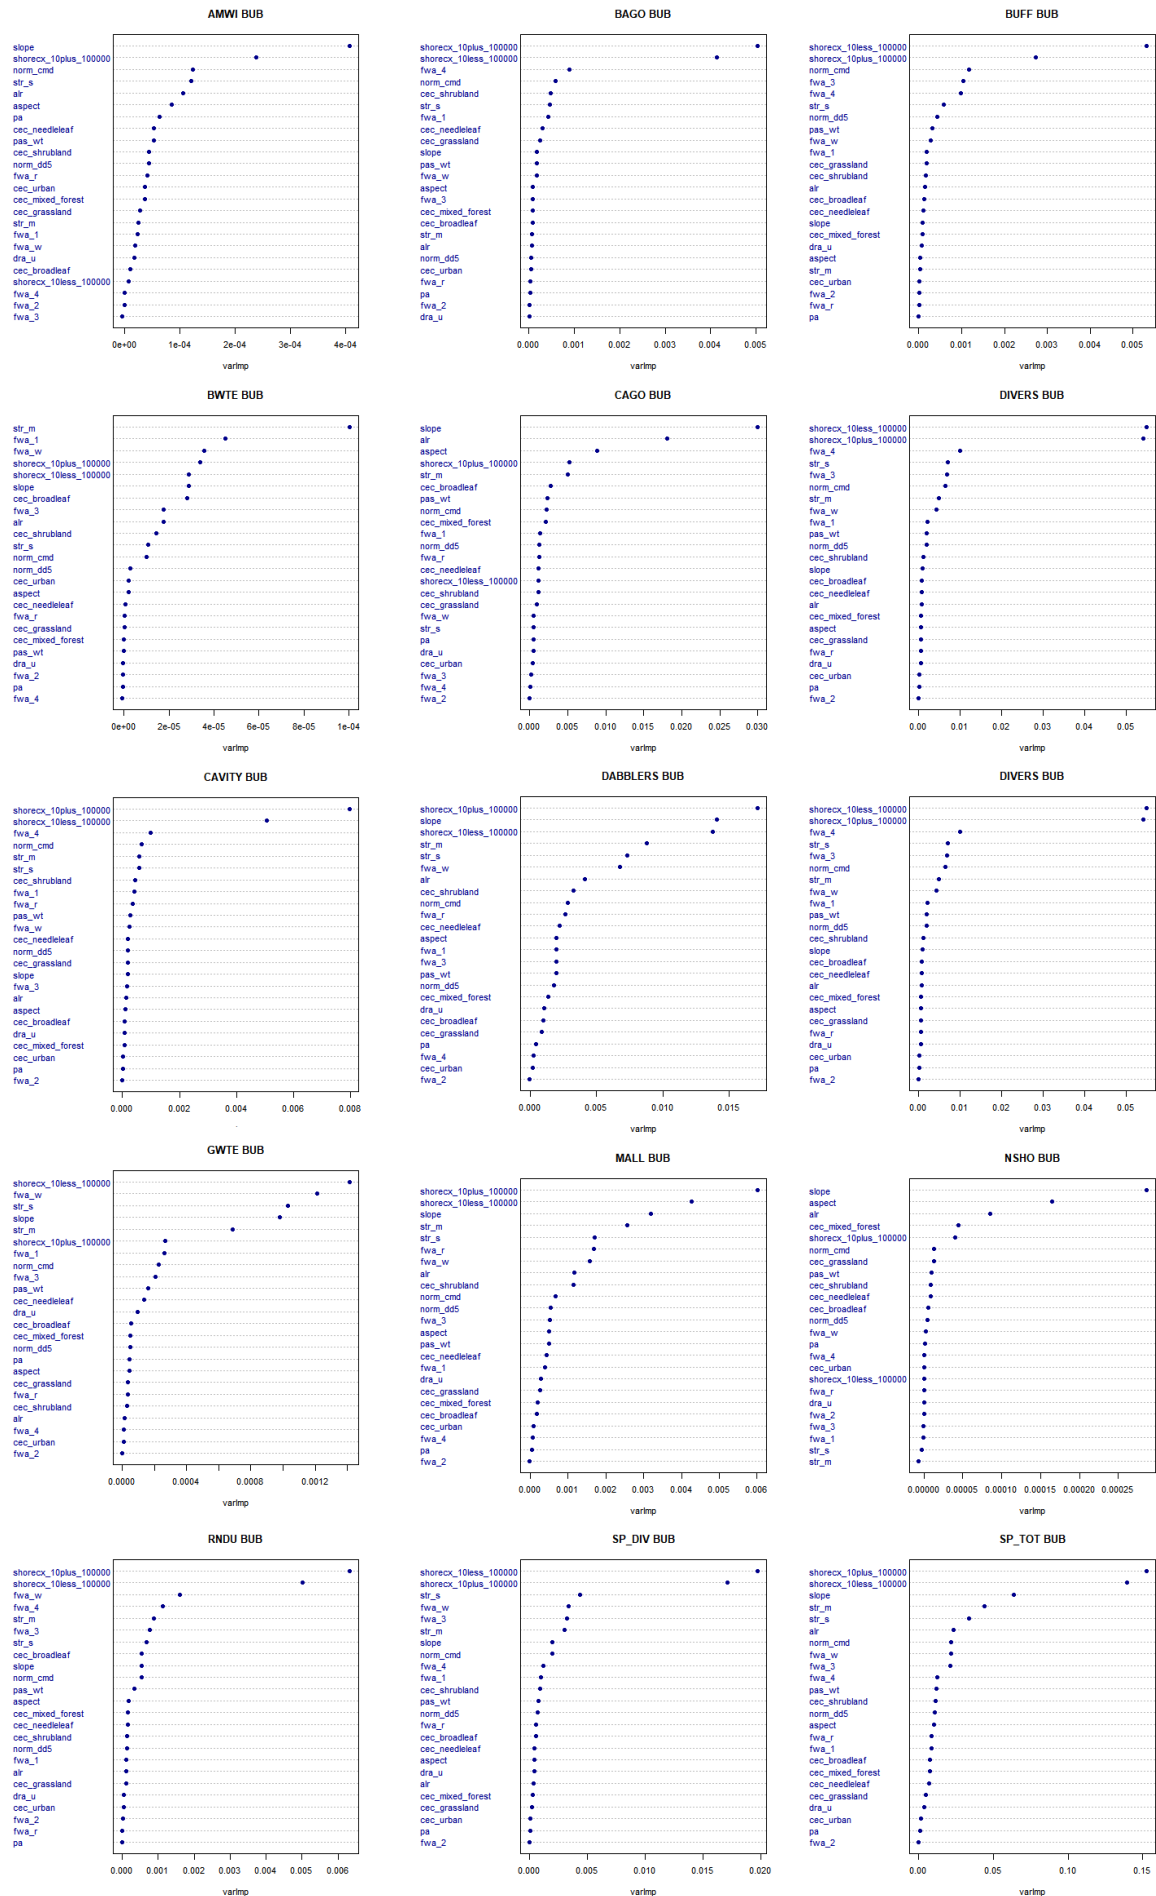 AMWI BUB
slope
shorecx_10plus_100000
norm_cmd
str_s
alr
aspect
pa
cec_needleleaf
pas_wt
cec_shrubland
norm_dd5
fwa_r
cec_urban
cec_mixed_forest
cec_grassland
str_m
fwa_1
fwa_w
dra_u
cec_broadleaf
shorecx_10less_100000
fwa_4
fwa_2
fwa_3
0e+00 1e-04 2e-04 3e-04 4e-04
varImp
BAGO BUB
shorecx_10plus_100000
shorecx_10less_100000
fwa_4
norm_cmd
cec_shrubland
str_s
fwa_1
cec_needleleaf
cec_grassland
slope
pas_wt
fwa_w
aspect
fwa_3
cec_mixed_forest
cec_broadleaf
str_m
alr
norm_dd5
cec_urban
fwa_r
pa
fwa_2
dra_u
0.000 0.001 0.002 0.003 0.004 0.005
varImp
BUFF BUB
shorecx_10less_100000
shorecx_10plus_100000
norm_cmd
fwa_3
fwa_4
str_s
norm_dd5
pas_wt
fwa_w
fwa_1
cec_grassland
cec_shrubland
alr
cec_broadleaf
cec_needleleaf
slope
cec_mixed_forest
dra_u
aspect
str_m
cec_urban
fwa_2
fwa_r
pa
0.000 0.001 0.002 0.003 0.004 0.005
varImp
BWTE BUB
str_m
fwa_1
fwa_w
shorecx_10plus_100000
shorecx_10less_100000
slope
cec_broadleaf
fwa_3
alr
cec_shrubland
str_s
norm_cmd
norm_dd5
cec_urban
aspect
cec_needleleaf
fwa_r
cec_grassland
cec_mixed_forest
pas_wt
dra_u
fwa_2
pa
fwa_4
0e+00 2e-05 4e-05 6e-05 8e-05 1e-04
varImp
CAGO BUB
slope
alr
aspect
shorecx_10plus_100000
str_m
cec_broadleaf
pas_wt
norm_cmd
cec_mixed_forest
fwa_1
norm_dd5
fwa_r
cec_needleleaf
shorecx_10less_100000
cec_shrubland
cec_grassland
fwa_w
str_s
pa
dra_u
cec_urban
fwa_3
fwa_4
fwa_2
0.000 0.005 0.010 0.015 0.020 0.025 0.030
varImp
DIVERS BUB
shorecx_10less_100000
shorecx_10plus_100000
fwa_4
str_s
fwa_3
norm_cmd
str_m
fwa_w
fwa_1
pas_wt
norm_dd5
cec_shrubland
slope
cec_broadleaf
cec_needleleaf
alr
cec_mixed_forest
aspect
cec_grassland
fwa_r
dra_u
cec_urban
pa
fwa_2
0.00 0.01 0.02 0.03 0.04 0.05
varImp
CAVITY BUB
shorecx_10plus_100000
shorecx_10less_100000
fwa_4
norm_cmd
str_m
str_s
cec_shrubland
fwa_1
fwa_r
pas_wt
fwa_w
cec_needleleaf
norm_dd5
cec_grassland
slope
fwa_3
alr
aspect
cec_broadleaf
dra_u
cec_mixed_forest
cec_urban
pa
fwa_2
0.000 0.002 0.004 0.006 0.008
DABBLERS BUB
shorecx_10plus_100000
slope
shorecx_10less_100000
str_m
str_s
fwa_w
alr
cec_shrubland
norm_cmd
fwa_r
cec_needleleaf
aspect
fwa_1
fwa_3
pas_wt
norm_dd5
cec_mixed_forest
dra_u
cec_broadleaf
cec_grassland
pa
fwa_4
cec_urban
fwa_2
0.000 0.005 0.010 0.015
varImp
DIVERS BUB
shorecx_10less_100000
shorecx_10plus_100000
fwa_4
str_s
fwa_3
norm_cmd
str_m
fwa_w
fwa_1
pas_wt
norm_dd5
cec_shrubland
slope
cec_broadleaf
cec_needleleaf
alr
cec_mixed_forest
aspect
cec_grassland
fwa_r
dra_u
cec_urban
pa
fwa_2
0.00 0.01 0.02 0.03 0.04 0.05
varImp
GWTE BUB
shorecx_10less_100000
fwa_w
str_s
slope
str_m
shorecx_10plus_100000
fwa_1
norm_cmd
fwa_3
pas_wt
cec_needleleaf
dra_u
cec_broadleaf
cec_mixed_forest
norm_dd5
pa
aspect
cec_grassland
fwa_r
cec_shrubland
alr
fwa_4
cec_urban
fwa_2
0.0000 0.0004 0.0008 0.0012
varImp
MALL BUB
shorecx_10plus_100000
shorecx_10less_100000
slope
str_m
str_s
fwa_r
fwa_w
alr
cec_shrubland
norm_cmd
norm_dd5
fwa_3
aspect
pas_wt
cec_needleleaf
fwa_1
dra_u
cec_grassland
cec_mixed_forest
cec_broadleaf
cec_urban
fwa_4
pa
fwa_2
0.000 0.001 0.002 0.003 0.004 0.005 0.006
varImp
NSHO BUB
slope
aspect
alr
cec_mixed_forest
shorecx_10plus_100000
norm_cmd
cec_grassland
pas_wt
cec_shrubland
cec_needleleaf
cec_broadleaf
norm_dd5
fwa_w
pa
fwa_4
cec_urban
shorecx_10less_100000
fwa_r
dra_u
fwa_2
fwa_3
fwa_1
str_s
str_m
0.00000 0.00005 0.00010 0.00015 0.00020 0.00025
varImp
RNDU BUB
shorecx_10plus_100000
shorecx_10less_100000
fwa_w
fwa_4
str_m
fwa_3
str_s
cec_broadleaf
slope
norm_cmd
pas_wt
aspect
cec_mixed_forest
cec_needleleaf
cec_shrubland
norm_dd5
fwa_1
alr
cec_grassland
dra_u
cec_urban
fwa_2
fwa_r
pa
0.000 0.001 0.002 0.003 0.004 0.005 0.006
varImp
SP_DIV BUB
shorecx_10less_100000
shorecx_10plus_100000
str_s
fwa_w
fwa_3
str_m
slope
norm_cmd
fwa_4
fwa_1
cec_shrubland
pas_wt
norm_dd5
fwa_r
cec_broadleaf
cec_needleleaf
aspect
dra_u
alr
cec_mixed_forest
cec_grassland
cec_urban
pa
fwa_2
0.000 0.005 0.010 0.015 0.020
varImp
SP_TOT BUB
shorecx_10plus_100000
shorecx_10less_100000
slope
str_m
str_s
alr
norm_cmd
fwa_w
fwa_3
fwa_4
pas_wt
cec_shrubland
norm_dd5
aspect
fwa_r
fwa_1
cec_broadleaf
cec_mixed_forest
cec_needleleaf
cec_grassland
dra_u
cec_urban
pa
fwa_2
0.00 0.05 0.10 0.15
varImp